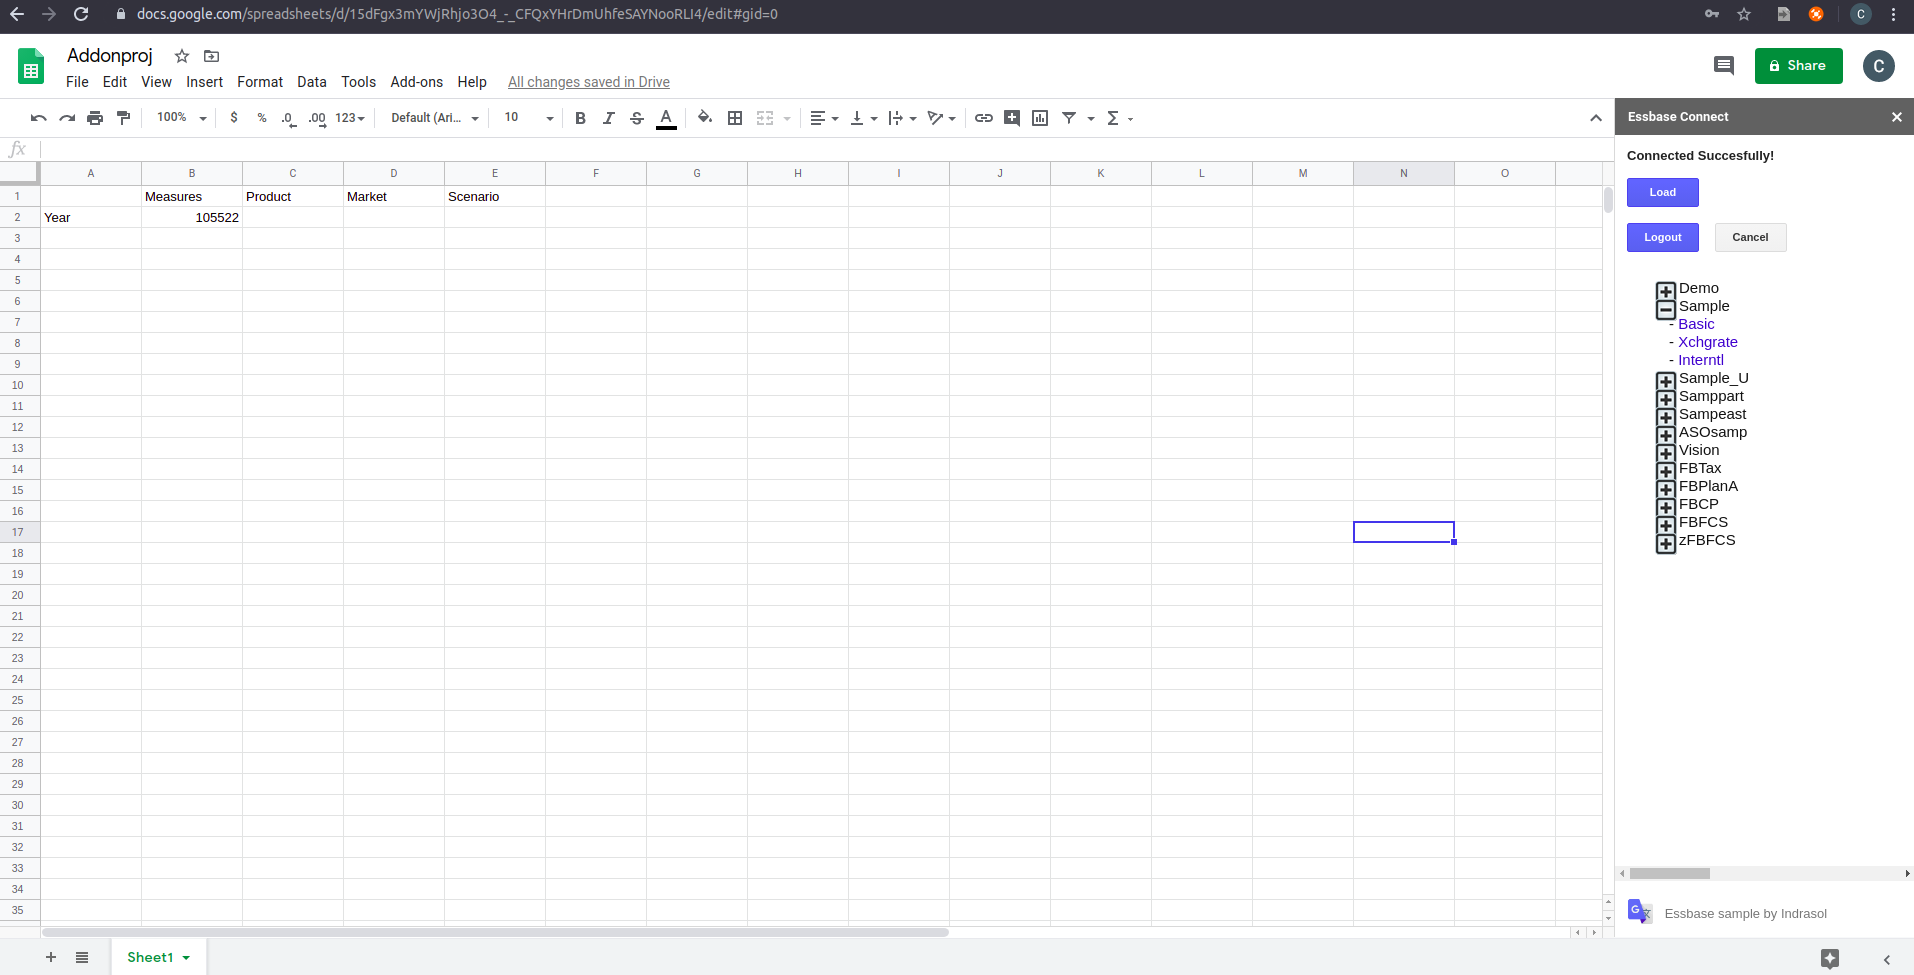 docs.google.com/spreadsheets/d/15dFgx3mYWjRhjo3O4_-_CFQxYHrDmUhfeSAYNooRLI4/edit#gid=0
C
Addonproj
File Edit View Insert Format Data Tools Add-ons Help All changes saved in Drive
Share
C
100% $ % .0 .00 123 Default (Ari... 10 B I S A Σ
fx
A B C D E F G H I J K L M N O
1 Measures Product Market Scenario
2 Year 105522
3
4
5
6
7
8
9
10
11
12
13
14
15
16
17
18
19
20
21
22
23
24
25
26
27
28
29
30
31
32
33
34
35
Sheet1
Essbase Connect
Connected Succesfully!
Load
Logout Cancel
Demo
Sample
- Basic
- Xchgrate
- Interntl
Sample_U
Samppart
Sampeast
ASOsamp
Vision
FBTax
FBPlanA
FBCP
FBFCS
zFBFCS
G Essbase sample by Indrasol